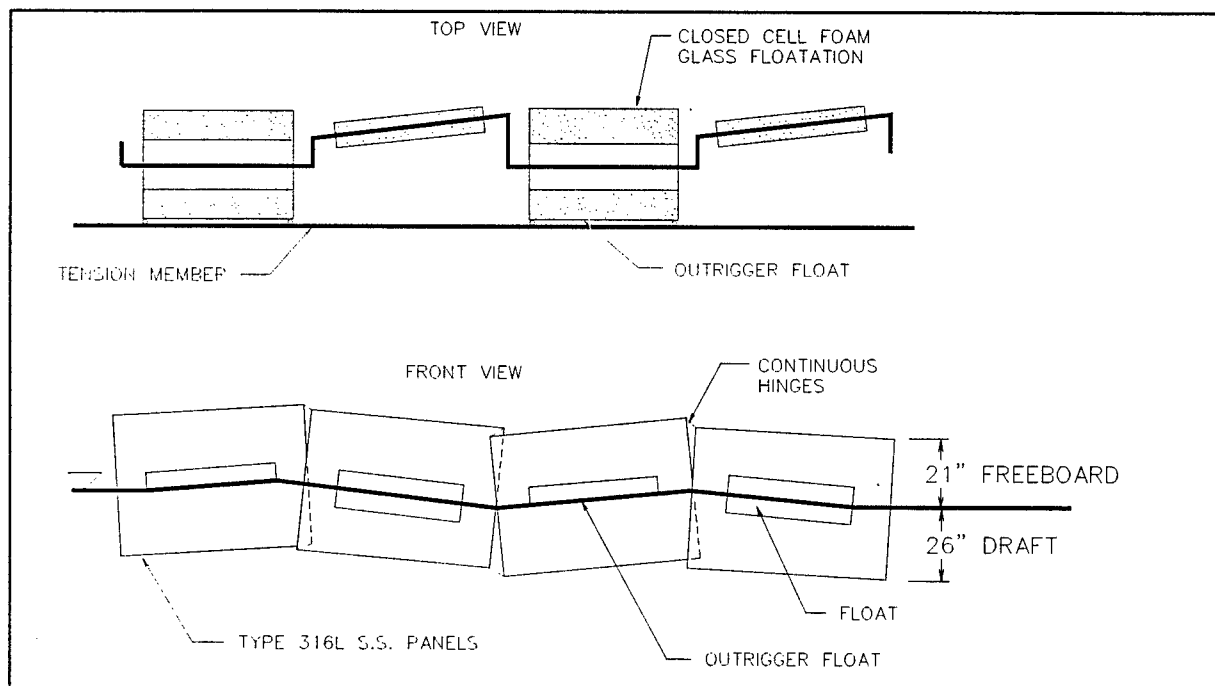 TOP VIEW
CLOSED CELL FOAM
GLASS FLOATATION
TENSION MEMBER
OUTRIGGER FLOAT
FRONT VIEW
CONTINUOUS
HINGES
21" FREEBOARD
26" DRAFT
FLOAT
TYPE 316L S.S. PANELS
OUTRIGGER FLOAT